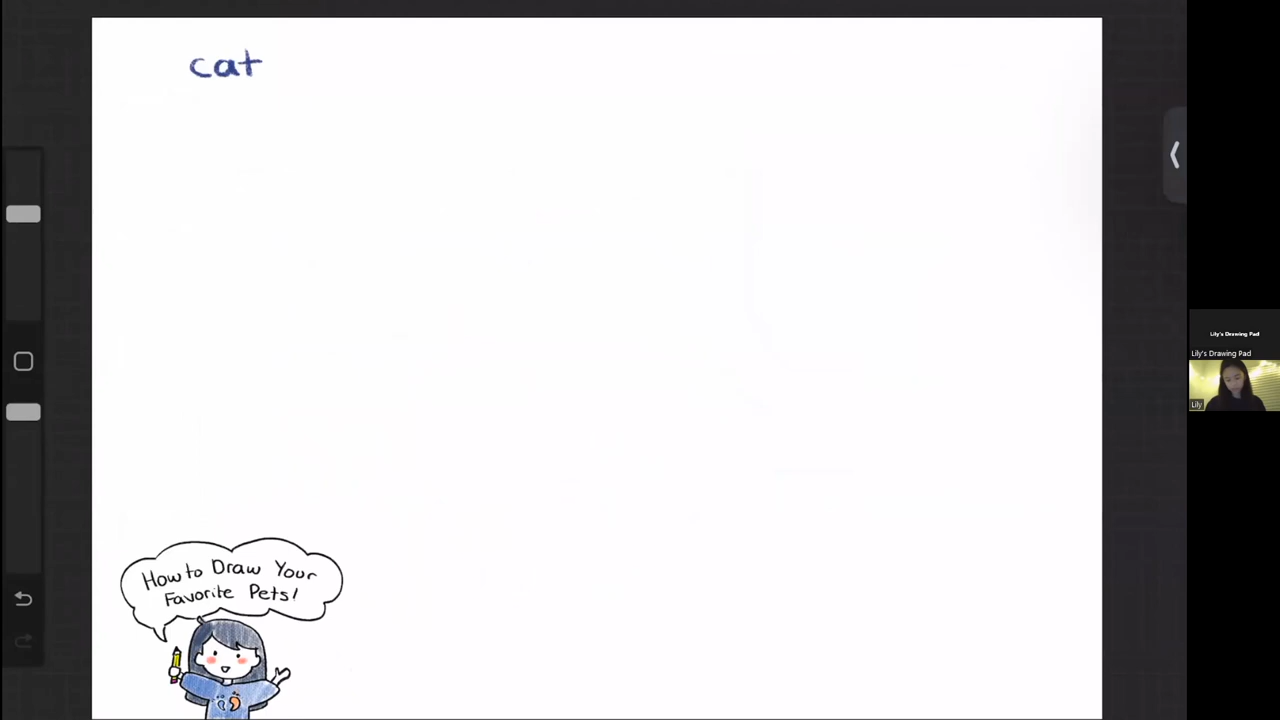 cat
How to Draw Your
Favorite Pets!
Lily's Drawing Pad
Lily's Drawing Pad
Lily